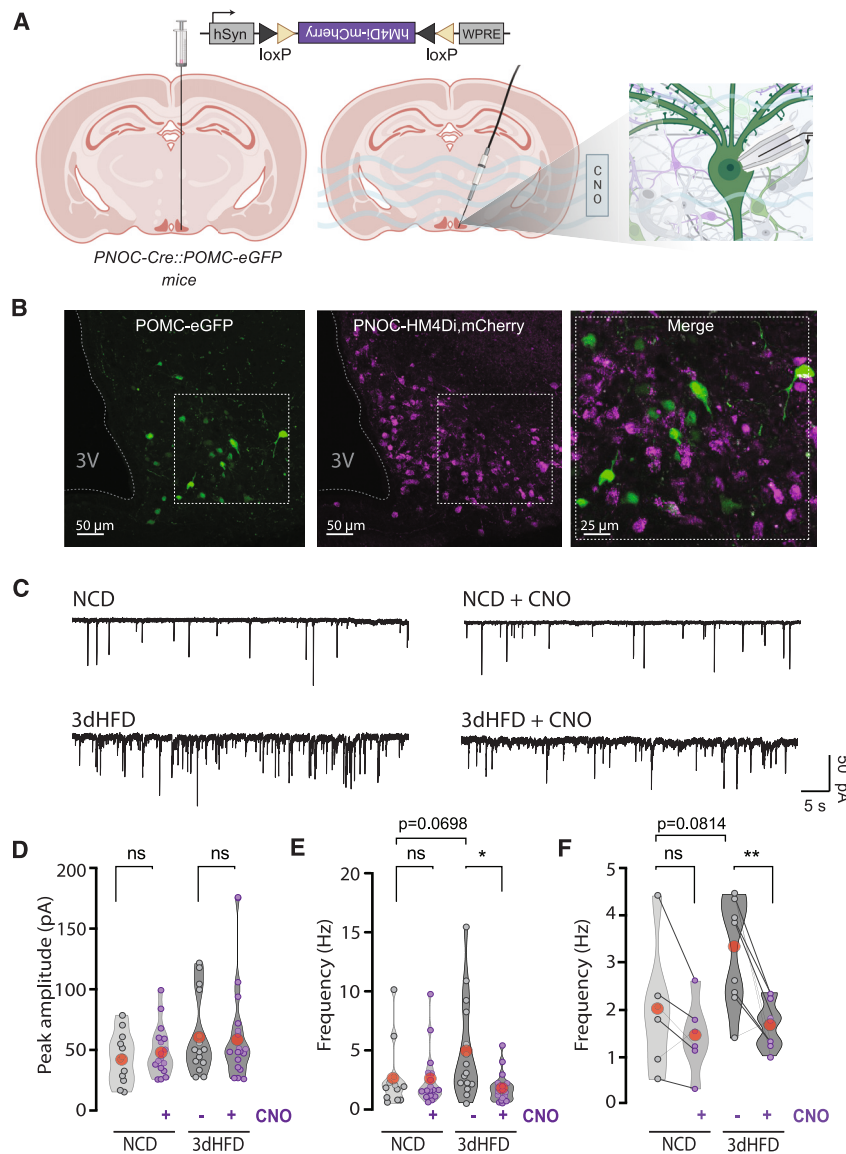 A
hSyn
hM4Di-mCherry
WPRE
loxP
loxP
C
N
O
PNOC-Cre::POMC-eGFP
mice
B
POMC-eGFP
PNOC-HM4Di,mCherry
Merge
3V
50 µm
50 µm
25 µm
C
NCD
NCD + CNO
3dHFD
3dHFD + CNO
50 pA
5 s
D
ns
ns
Peak amplitude (pA)
200
150
100
50
0
+
-
+
CNO
NCD
3dHFD
E
p=0.0698
ns
*
Frequency (Hz)
20
15
10
5
0
+
-
+
CNO
NCD
3dHFD
F
p=0.0814
ns
**
Frequency (Hz)
5
4
3
2
1
0
+
-
+
CNO
NCD
3dHFD